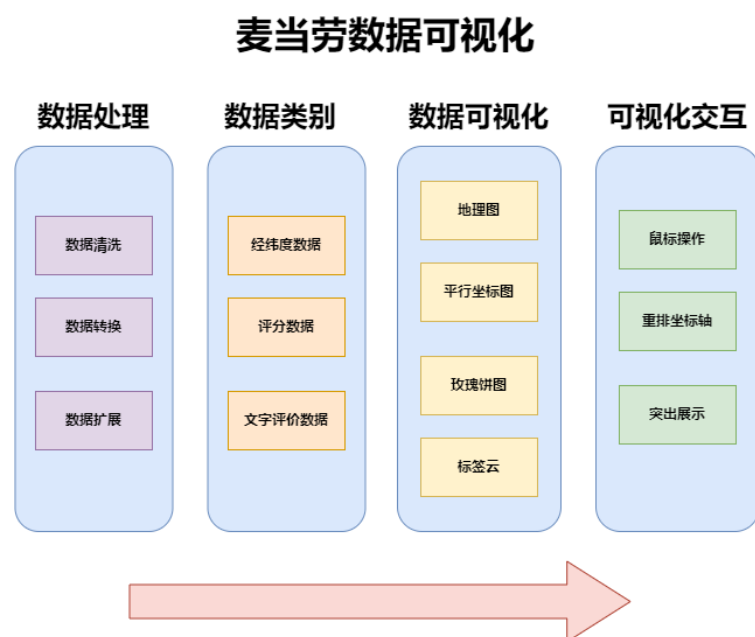 麦当劳数据可视化
数据处理
数据类别
数据可视化
可视化交互
数据清洗
数据转换
数据扩展
经纬度数据
评分数据
文字评价数据
地理图
平行坐标图
玫瑰饼图
标签云
鼠标操作
重排坐标轴
突出展示